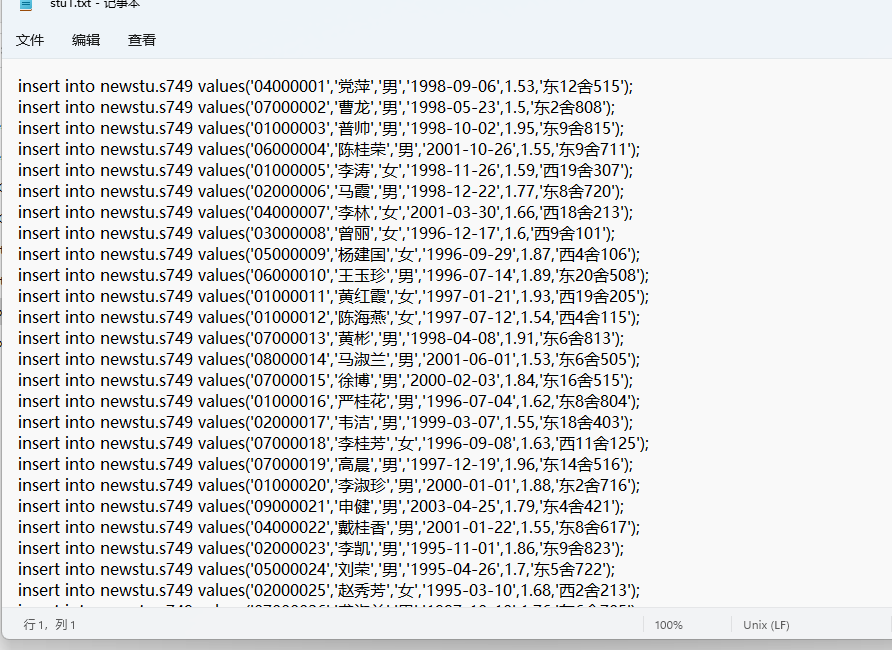 stu1.txt - 记事本
文件 编辑 查看
insert into newstu.s749 values('04000001','党萍','男','1998-09-06',1.53,'东12舍515');
insert into newstu.s749 values('07000002','曹龙','男','1998-05-23',1.5,'东2舍808');
insert into newstu.s749 values('01000003','普帅','男','1998-10-02',1.95,'东9舍815');
insert into newstu.s749 values('06000004','陈桂荣','男','2001-10-26',1.55,'东9舍711');
insert into newstu.s749 values('01000005','李涛','女','1998-11-26',1.59,'西19舍307');
insert into newstu.s749 values('02000006','马霞','男','1998-12-22',1.77,'东8舍720');
insert into newstu.s749 values('04000007','李林','女','2001-03-30',1.66,'西18舍213');
insert into newstu.s749 values('03000008','曾丽','女','1996-12-17',1.6,'西9舍101');
insert into newstu.s749 values('05000009','杨建国','女','1996-09-29',1.87,'西4舍106');
insert into newstu.s749 values('06000010','王玉珍','男','1996-07-14',1.89,'东20舍508');
insert into newstu.s749 values('01000011','黄红霞','女','1997-01-21',1.93,'西19舍205');
insert into newstu.s749 values('01000012','陈海燕','女','1997-07-12',1.54,'西4舍115');
insert into newstu.s749 values('07000013','黄彬','男','1998-04-08',1.91,'东6舍813');
insert into newstu.s749 values('08000014','马淑兰','男','2001-06-01',1.53,'东6舍505');
insert into newstu.s749 values('07000015','徐博','男','2000-02-03',1.84,'东16舍515');
insert into newstu.s749 values('01000016','严桂花','男','1996-07-04',1.62,'东8舍804');
insert into newstu.s749 values('02000017','韦洁','男','1999-03-07',1.55,'东18舍403');
insert into newstu.s749 values('07000018','李桂芳','女','1996-09-08',1.63,'西11舍125');
insert into newstu.s749 values('07000019','高晨','男','1997-12-19',1.96,'东14舍516');
insert into newstu.s749 values('01000020','李淑珍','男','2000-01-01',1.88,'东2舍716');
insert into newstu.s749 values('09000021','申健','男','2003-04-25',1.79,'东4舍421');
insert into newstu.s749 values('04000022','戴桂香','男','2001-01-22',1.55,'东8舍617');
insert into newstu.s749 values('02000023','李凯','男','1995-11-01',1.86,'东9舍823');
insert into newstu.s749 values('05000024','刘荣','男','1995-04-26',1.7,'东5舍722');
insert into newstu.s749 values('02000025','赵秀芳','女','1995-03-10',1.68,'西2舍213');
行 1，列 1 100% Unix (LF)